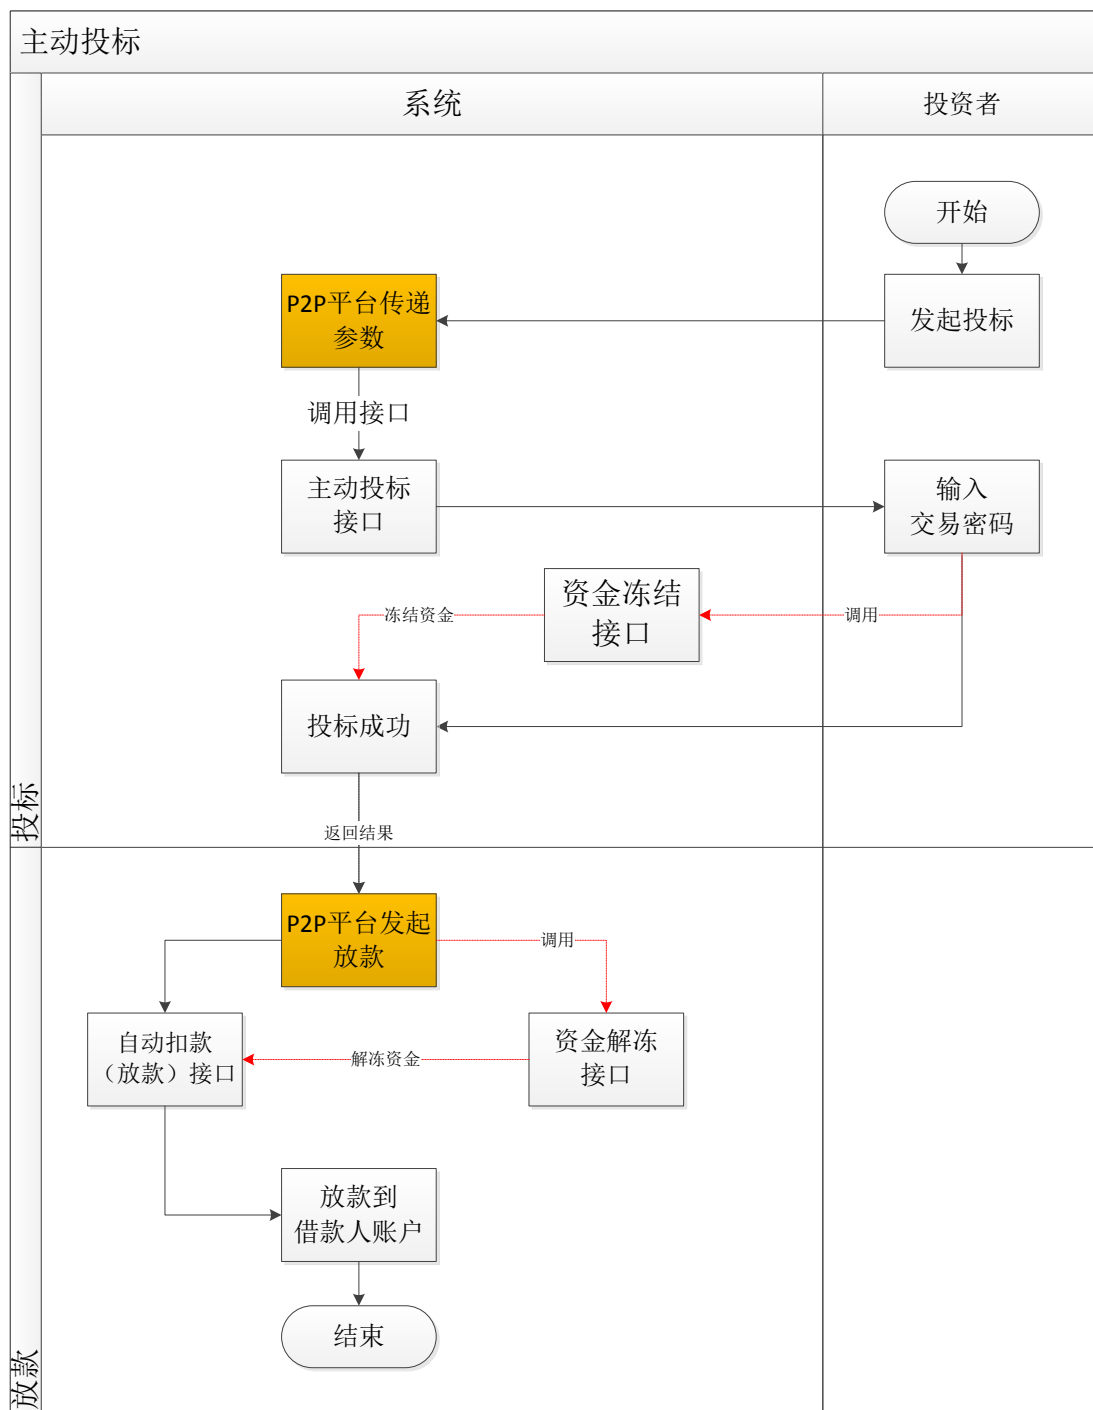 主动投标
系统
投资者
开始
P2P平台传递
参数
发起投标
调用接口
主动投标
接口
输入
交易密码
资金冻结
接口
冻结资金
调用
投标成功
投标
返回结果
P2P平台发起
放款
调用
自动扣款
（放款）接口
解冻资金
资金解冻
接口
放款到
借款人账户
结束
放款